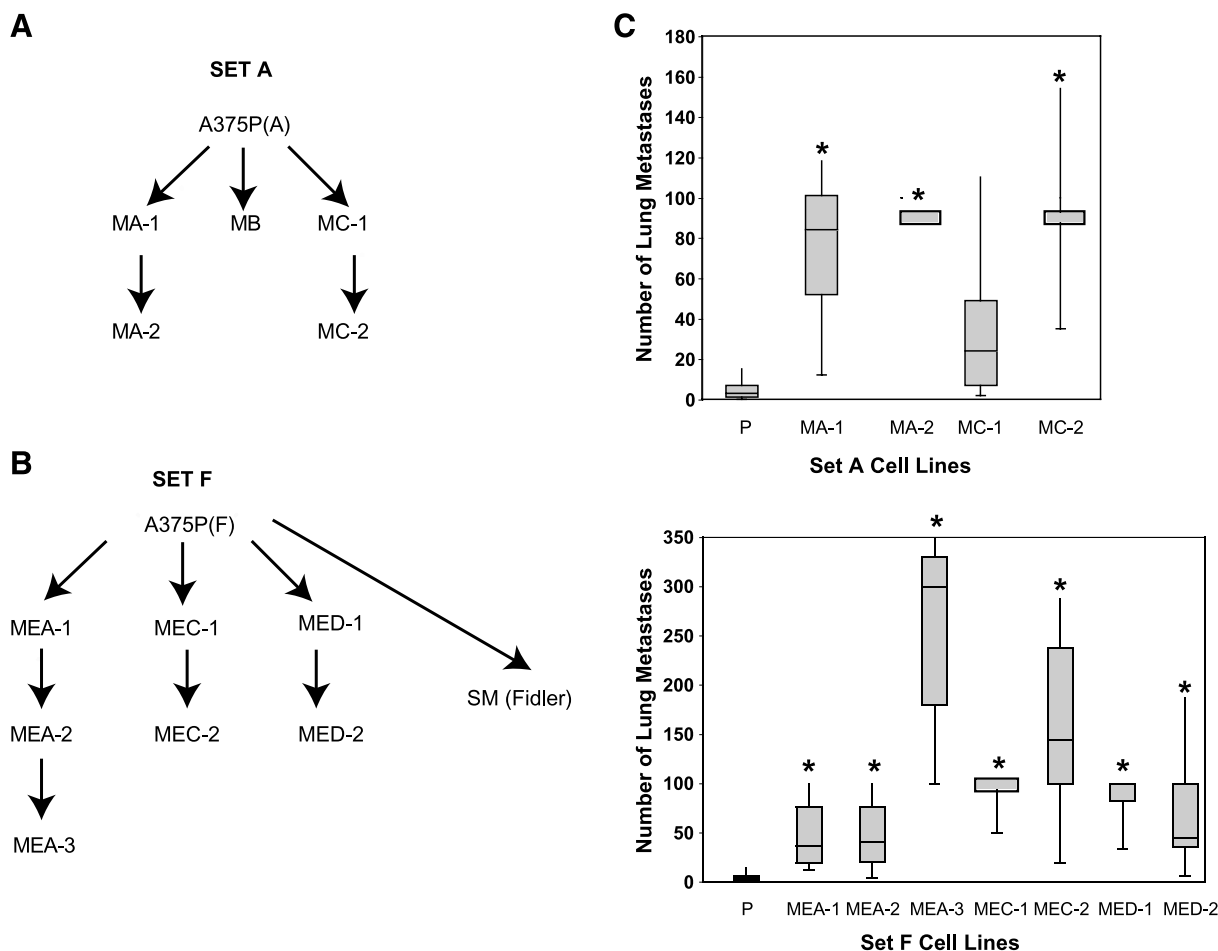 A
SET A
A375P(A)
MA-1 MB MC-1
MA-2 MC-2
B
SET F
A375P(F)
MEA-1 MEC-1 MED-1
SM (Fidler)
MEA-2 MEC-2 MED-2
MEA-3
C
Number of Lung Metastases
180
160
140
120
100
80
60
40
20
0
* * * *
P MA-1 MA-2 MC-1 MC-2
Set A Cell Lines
Number of Lung Metastases
350
300
250
200
150
100
50
0
* * * * * * *
P MEA-1 MEA-2 MEA-3 MEC-1 MEC-2 MED-1 MED-2
Set F Cell Lines